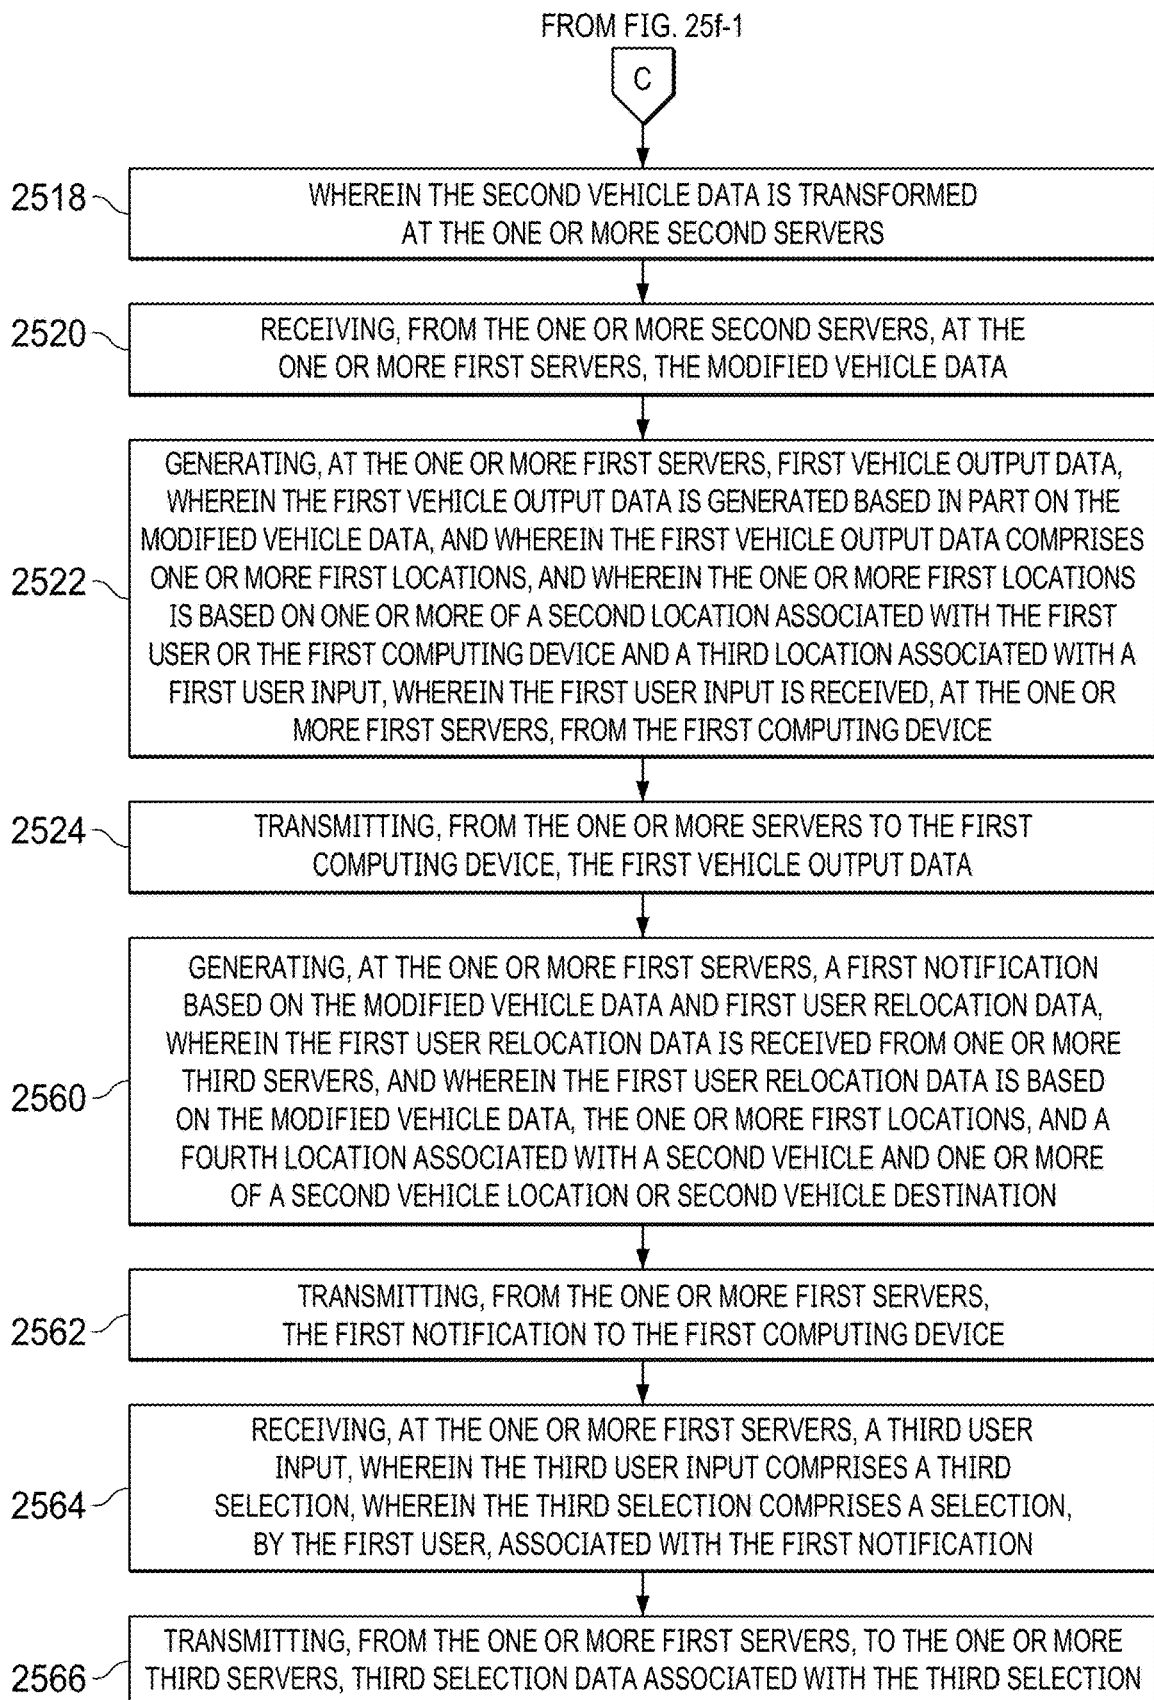 FROM FIG. 25f-1
C
2518
WHEREIN THE SECOND VEHICLE DATA IS TRANSFORMED
AT THE ONE OR MORE SECOND SERVERS
2520
RECEIVING, FROM THE ONE OR MORE SECOND SERVERS, AT THE
ONE OR MORE FIRST SERVERS, THE MODIFIED VEHICLE DATA
2522
GENERATING, AT THE ONE OR MORE FIRST SERVERS, FIRST VEHICLE OUTPUT DATA,
WHEREIN THE FIRST VEHICLE OUTPUT DATA IS GENERATED BASED IN PART ON THE
MODIFIED VEHICLE DATA, AND WHEREIN THE FIRST VEHICLE OUTPUT DATA COMPRISES
ONE OR MORE FIRST LOCATIONS, AND WHEREIN THE ONE OR MORE FIRST LOCATIONS
IS BASED ON ONE OR MORE OF A SECOND LOCATION ASSOCIATED WITH THE FIRST
USER OR THE FIRST COMPUTING DEVICE AND A THIRD LOCATION ASSOCIATED WITH A
FIRST USER INPUT, WHEREIN THE FIRST USER INPUT IS RECEIVED, AT THE ONE OR
MORE FIRST SERVERS, FROM THE FIRST COMPUTING DEVICE
2524
TRANSMITTING, FROM THE ONE OR MORE SERVERS TO THE FIRST
COMPUTING DEVICE, THE FIRST VEHICLE OUTPUT DATA
2560
GENERATING, AT THE ONE OR MORE FIRST SERVERS, A FIRST NOTIFICATION
BASED ON THE MODIFIED VEHICLE DATA AND FIRST USER RELOCATION DATA,
WHEREIN THE FIRST USER RELOCATION DATA IS RECEIVED FROM ONE OR MORE
THIRD SERVERS, AND WHEREIN THE FIRST USER RELOCATION DATA IS BASED
ON THE MODIFIED VEHICLE DATA, THE ONE OR MORE FIRST LOCATIONS, AND A
FOURTH LOCATION ASSOCIATED WITH A SECOND VEHICLE AND ONE OR MORE
OF A SECOND VEHICLE LOCATION OR SECOND VEHICLE DESTINATION
2562
TRANSMITTING, FROM THE ONE OR MORE FIRST SERVERS,
THE FIRST NOTIFICATION TO THE FIRST COMPUTING DEVICE
2564
RECEIVING, AT THE ONE OR MORE FIRST SERVERS, A THIRD USER
INPUT, WHEREIN THE THIRD USER INPUT COMPRISES A THIRD
SELECTION, WHEREIN THE THIRD SELECTION COMPRISES A SELECTION,
BY THE FIRST USER, ASSOCIATED WITH THE FIRST NOTIFICATION
2566
TRANSMITTING, FROM THE ONE OR MORE FIRST SERVERS, TO THE ONE OR MORE
THIRD SERVERS, THIRD SELECTION DATA ASSOCIATED WITH THE THIRD SELECTION